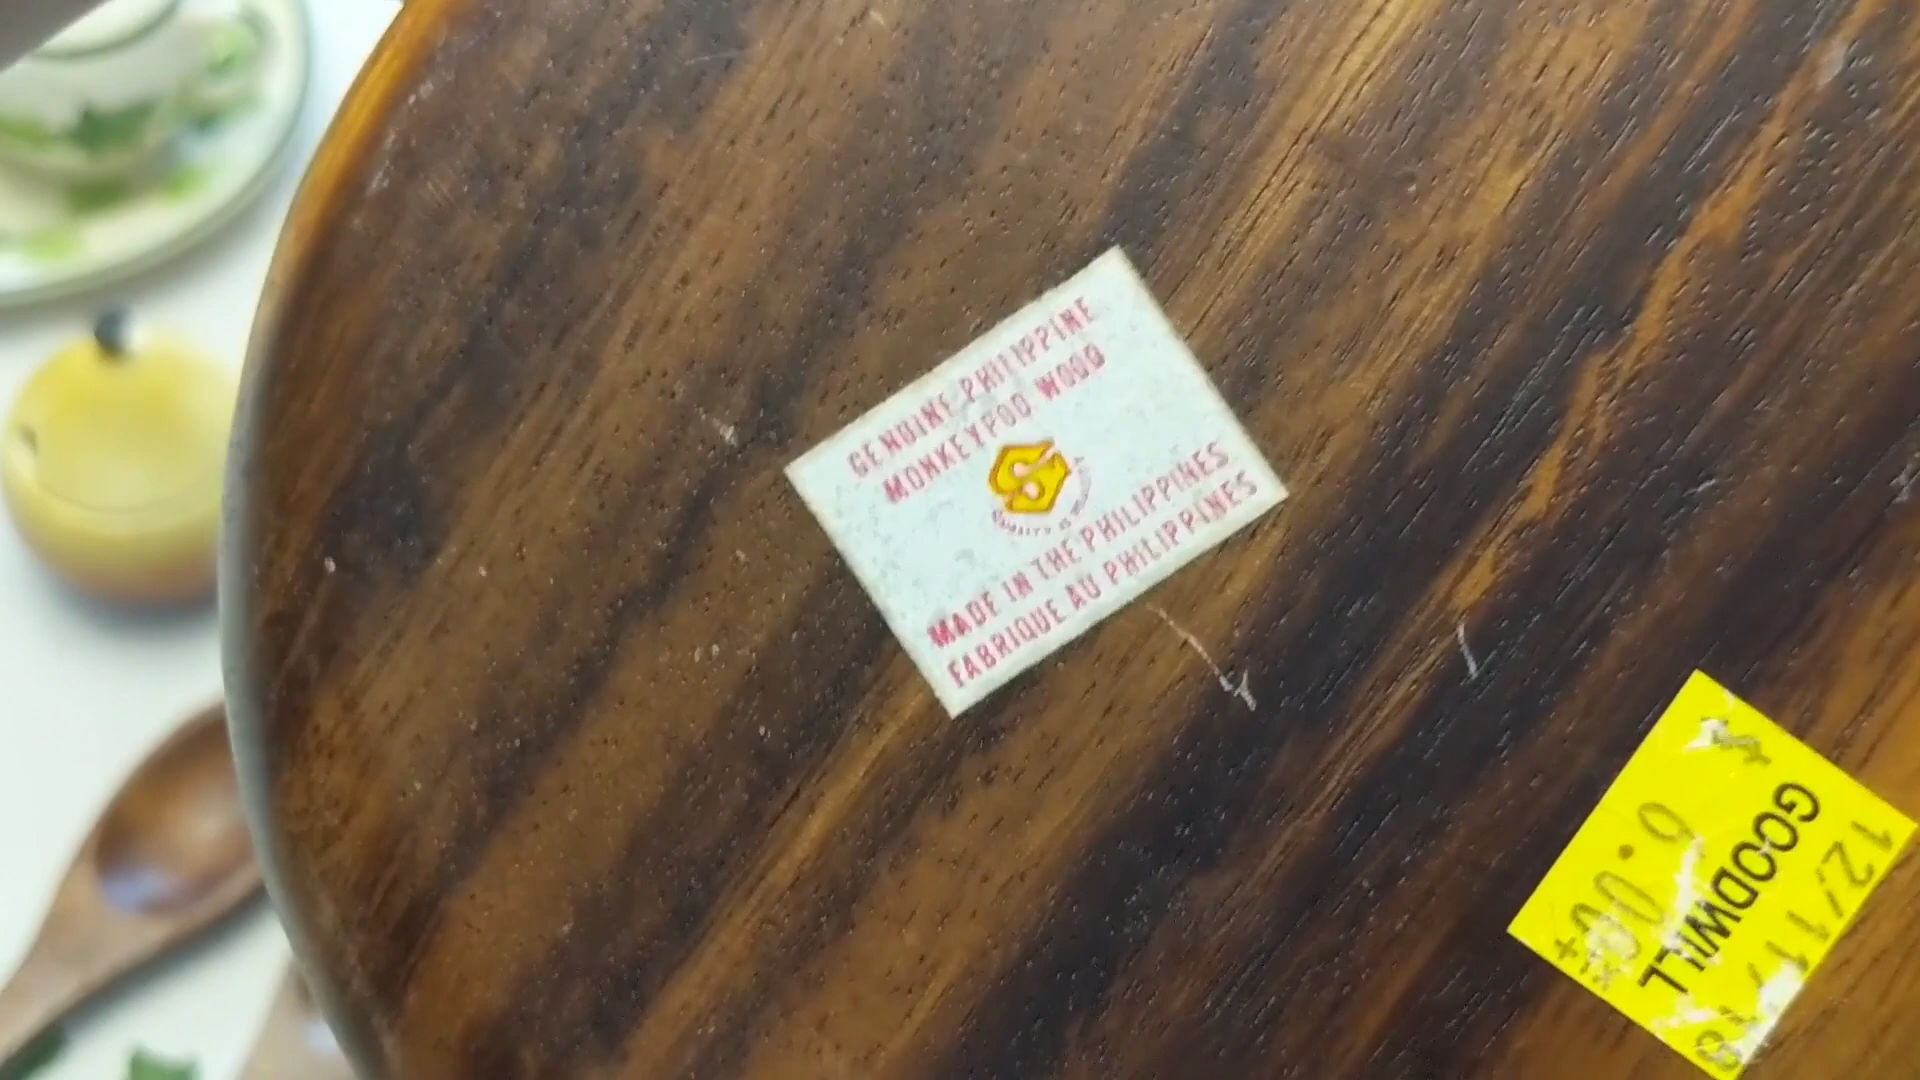 GENUINE PHILIPPINE
MONKEYPOD WOOD
MADE IN THE PHILIPPINES
FABRIQUE AU PHILIPPINES
GOODWILL